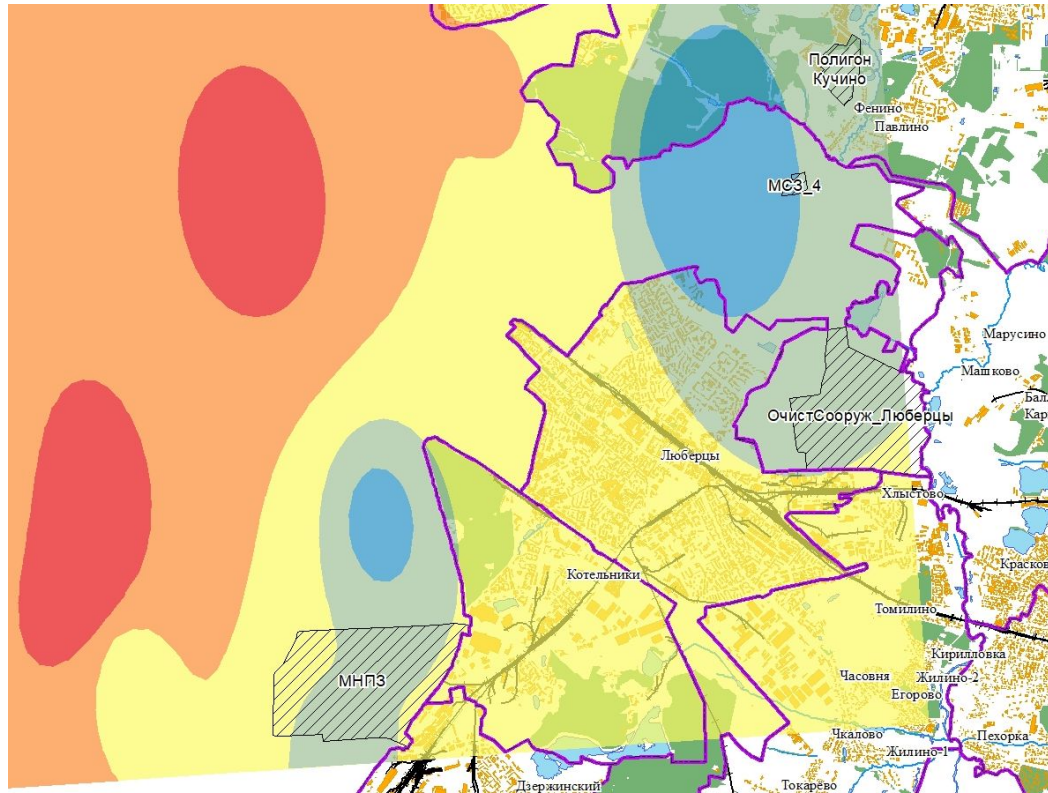 Полигон
Кучино
Фенино
Павлино
МСЗ_4
Марусино
Машково
ОчистСооруж_Люберцы
Люберцы
Хлыстово
Котельники
Томилино
Кирилловка
МНПЗ
Часовня
Жилино-2
Егорово
Чкалово
Пехорка
Жилино-1
Дзержинский
Токарево